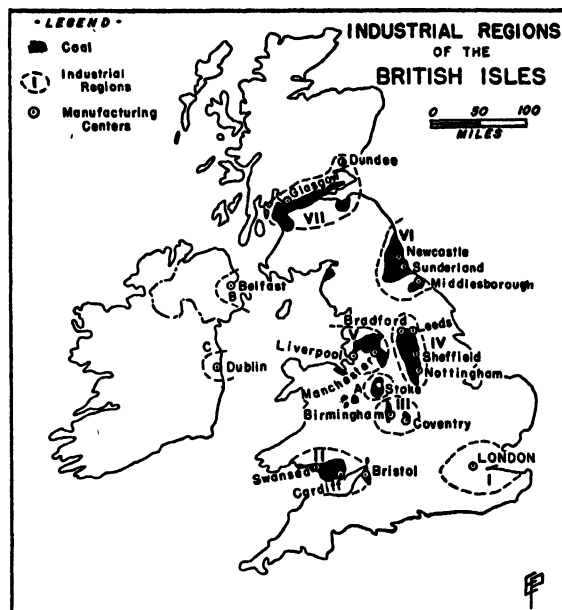 - LEGEND -
Coal
I Industrial Regions
Manufacturing Centers
INDUSTRIAL REGIONS
OF THE
BRITISH ISLES
0 50 100
MILES
Dundee
Glasgow
VII
VI
Newcastle
Sunderland
Middlesborough
Belfast
B
Bradford
Leeds
V
IV
Liverpool
Sheffield
C
Dublin
Manchester
Nottingham
A
Stoke
III
Birmingham
Coventry
II
LONDON
Swansea
Bristol
I
Cardiff